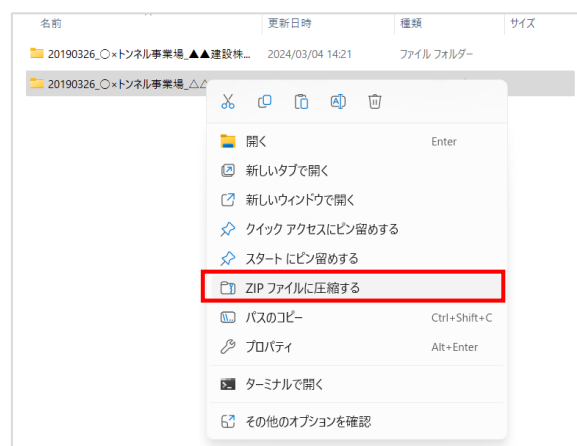 名前 更新日時 種類 サイズ
20190326_○×トンネル事業場_▲▲建設株... 2024/03/04 14:21 ファイル フォルダー
20190326_○×トンネル事業場_△△
開く Enter
新しいタブで開く
新しいウィンドウで開く
クイック アクセスにピン留めする
スタート にピン留めする
ZIP ファイルに圧縮する
パスのコピー Ctrl+Shift+C
プロパティ Alt+Enter
ターミナルで開く
その他のオプションを確認